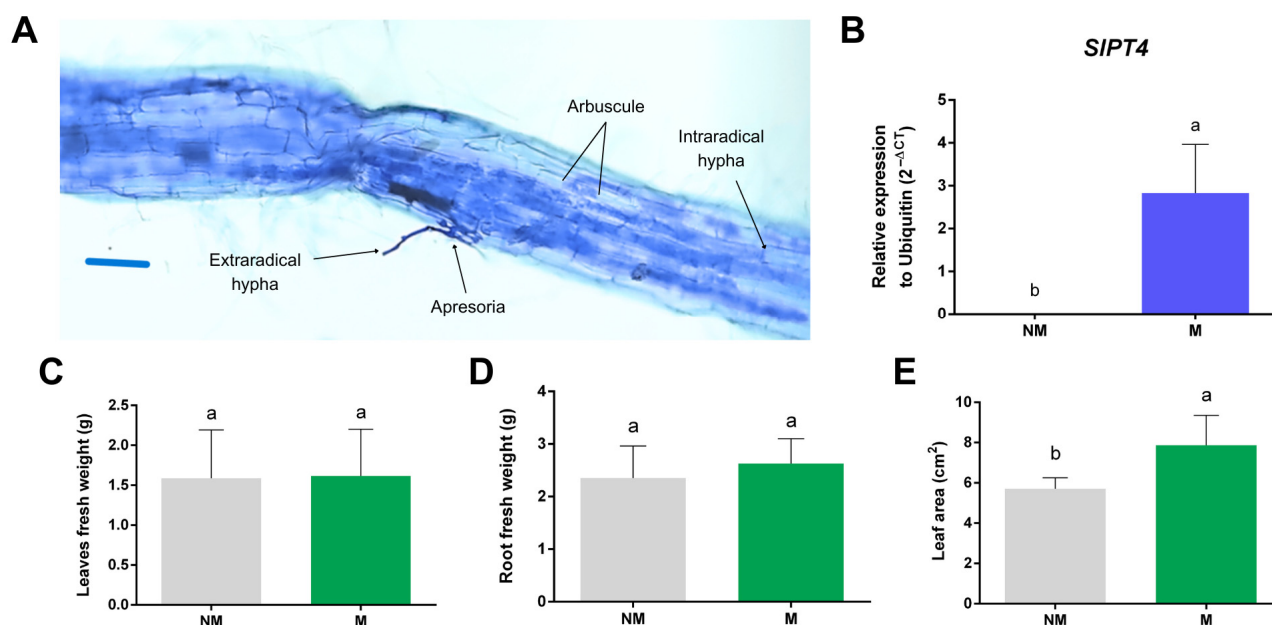 A
Arbuscule
Intraradical
hypha
Extraradical
hypha
Apresoria
B
SlPT4
Relative expression
to Ubiquitin (2^−ΔCT)
5
4
3
2
1
0
b
a
NM
M
C
Leaves fresh weight (g)
2.5
2.0
1.5
1.0
0.5
0.0
a
a
NM
M
D
Root fresh weight (g)
4
3
2
1
0
a
a
NM
M
E
Leaf area (cm²)
10
8
6
4
2
0
b
a
NM
M